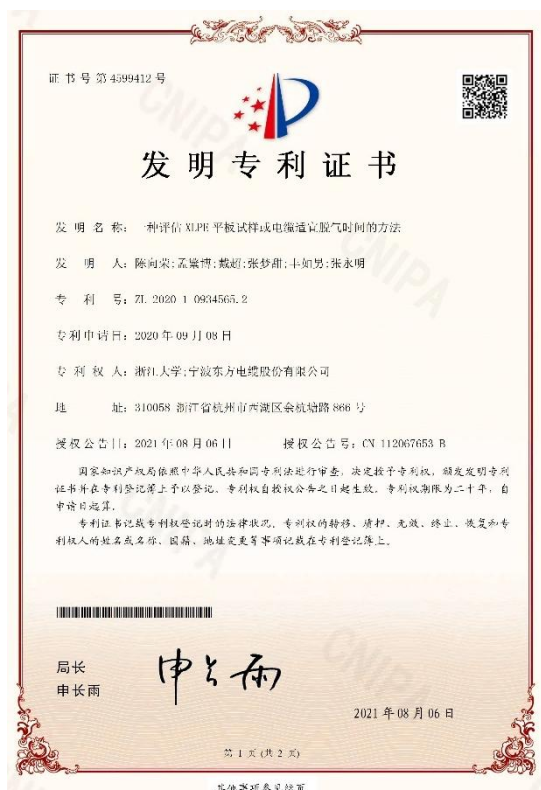 证书号第4599412号
发明专利证书
发明名称：一种评估XLPE平板试样或电缆适宜脱气时间的方法
发明人：陈向荣;孟繁博;戴超;张梦甜;王如男;张永明
专利号：ZL 2020 1 0934565.2
专利申请日：2020年09月08日
专利权人：浙江大学;宁波东方电缆股份有限公司
地址：310058 浙江省杭州市西湖区余杭塘路866号
授权公告日：2021年08月06日 授权公告号：CN 112067653 B
国家知识产权局依照中华人民共和国专利法进行审查，决定授予专利权，颁发发明专利
证书并在专利登记簿上予以登记。专利权自授权公告之日起生效。专利权期限为二十年，自
申请日起算。
专利证书记载专利权登记时的法律状况。专利权的转移、质押、无效、终止、恢复和专
利权人的姓名或名称、国籍、地址变更等事项记载在专利登记簿上。
局长
申长雨
申长雨
2021年08月06日
第1页(共2页)
其他事项参见续页
CNIPA
CNIPA
CNIPA
CNIPA